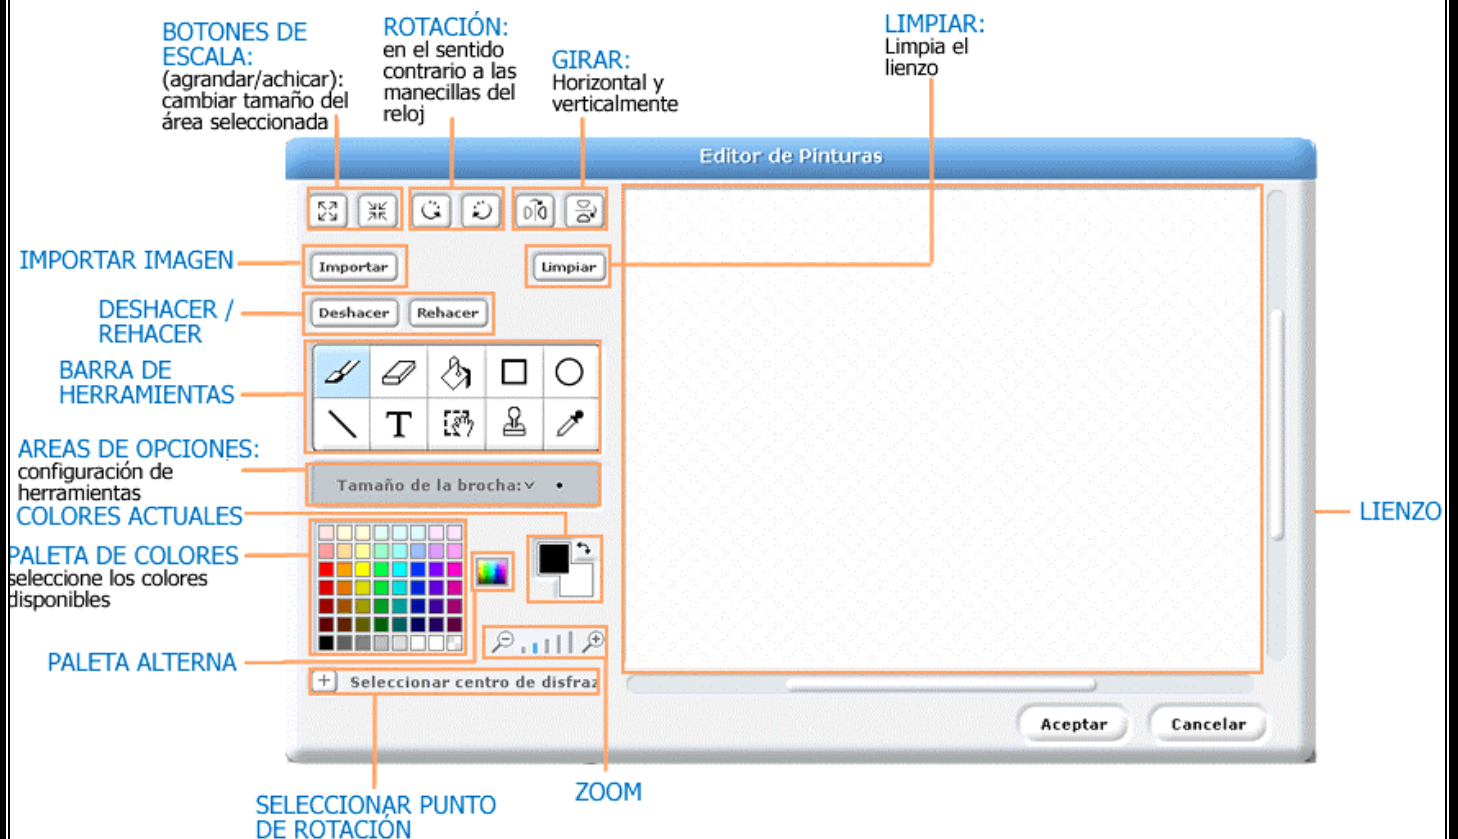 BOTONES DE
ESCALA:
(agrandar/achicar):
cambiar tamaño del
área seleccionada
ROTACIÓN:
en el sentido
contrario a las
manecillas del
reloj
GIRAR:
Horizontal y
verticalmente
LIMPIAR:
Limpia el
lienzo
Editor de Pinturas
IMPORTAR IMAGEN
Importar
Limpiar
DESHACER /
REHACER
Deshacer
Rehacer
BARRA DE
HERRAMIENTAS
T
AREAS DE OPCIONES:
configuración de
herramientas
Tamaño de la brocha:
COLORES ACTUALES
PALETA DE COLORES
seleccione los colores
disponibles
PALETA ALTERNA
LIENZO
Seleccionar centro de disfraz
Aceptar
Cancelar
SELECCIONAR PUNTO
DE ROTACIÓN
ZOOM